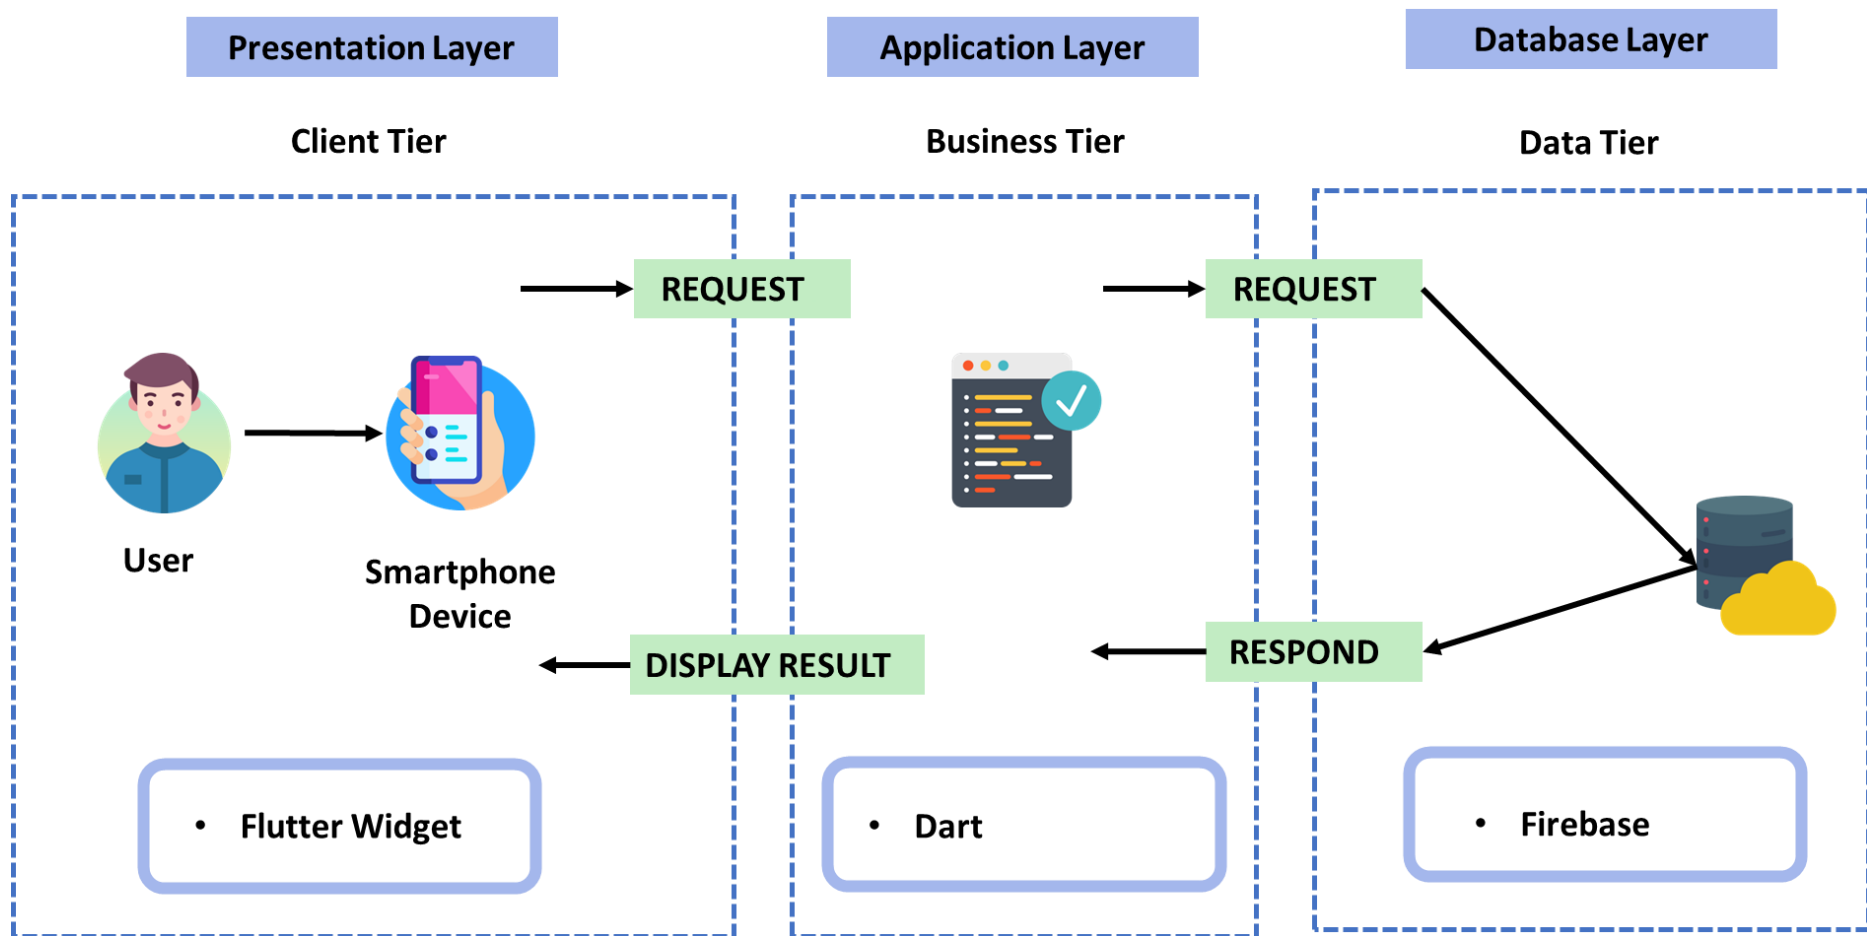 Presentation Layer
Application Layer
Database Layer
Client Tier
Business Tier
Data Tier
REQUEST
REQUEST
User
Smartphone
Device
DISPLAY RESULT
RESPOND
• Flutter Widget
• Dart
• Firebase